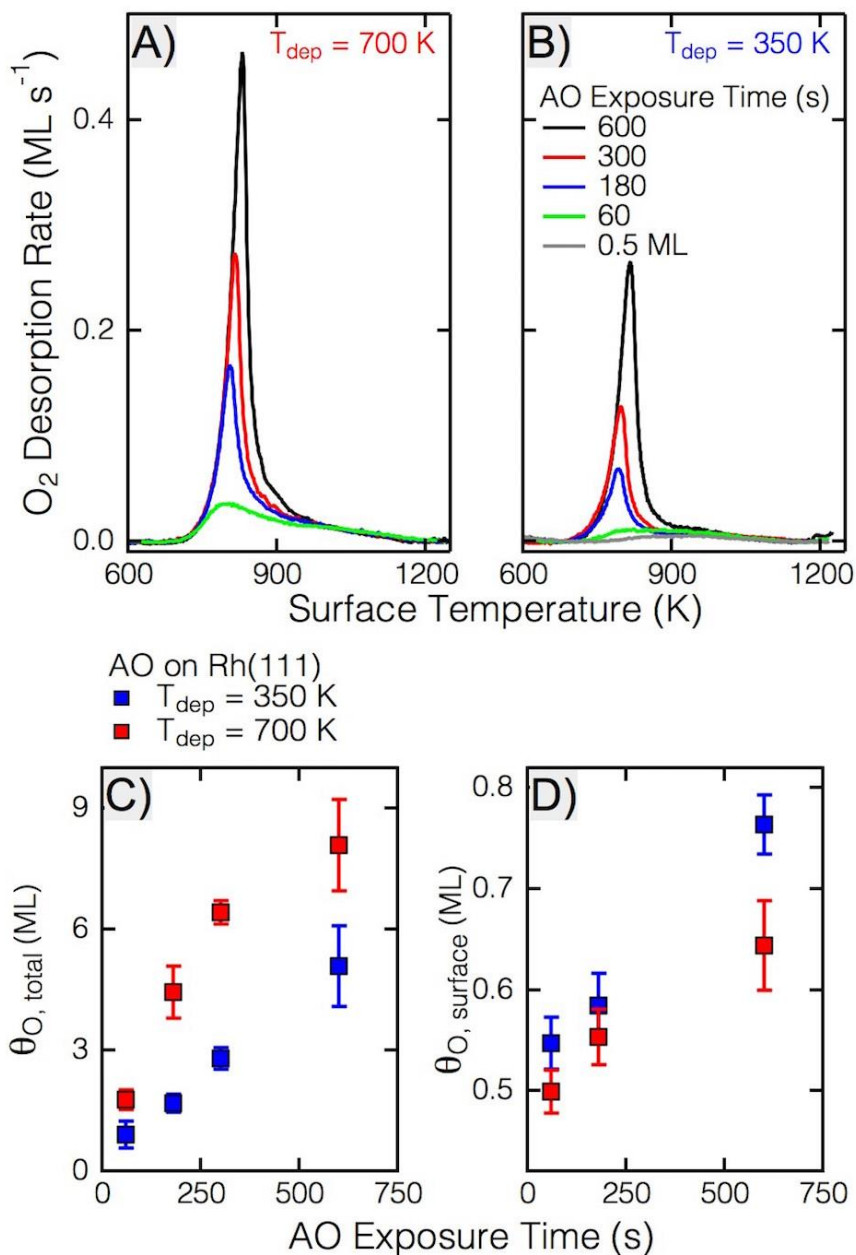 A)
T_dep = 700 K
B)
T_dep = 350 K
AO Exposure Time (s)
600
300
180
60
0.5 ML
O₂ Desorption Rate (ML s⁻¹)
0.4
0.2
0.0
600
900
1200
600
900
1200
Surface Temperature (K)
AO on Rh(111)
T_dep = 350 K
T_dep = 700 K
C)
θ_O, total (ML)
9
6
3
0
0
250
500
750
D)
θ_O, surface (ML)
0.8
0.7
0.6
0.5
0
250
500
750
AO Exposure Time (s)